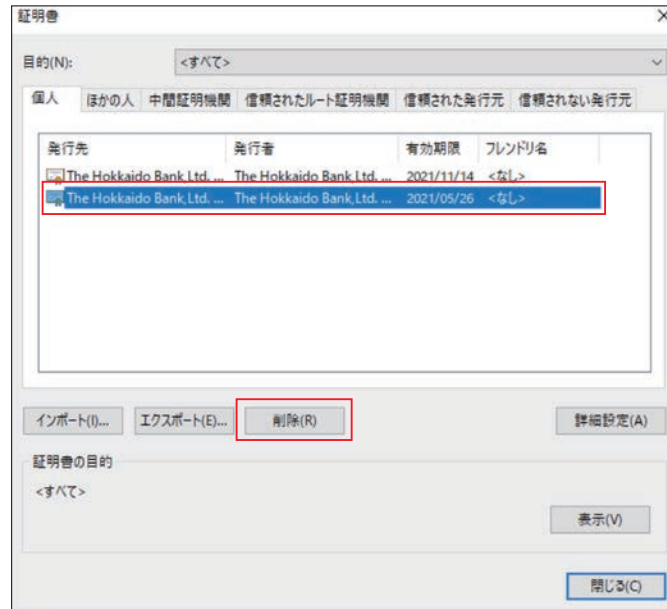 証明書
目的(N): <すべて>
個人 ほかの人 中間証明機関 信頼されたルート証明機関 信頼された発行元 信頼されない発行元
発行先 発行者 有効期限 フレンドリ名
The Hokkaido Bank,Ltd. ... The Hokkaido Bank,Ltd. ... 2021/11/14 <なし>
The Hokkaido Bank,Ltd. ... The Hokkaido Bank,Ltd. ... 2021/05/26 <なし>
インポート(I)... エクスポート(E)... 削除(R) 詳細設定(A)
証明書の目的
<すべて>
表示(V)
閉じる(C)